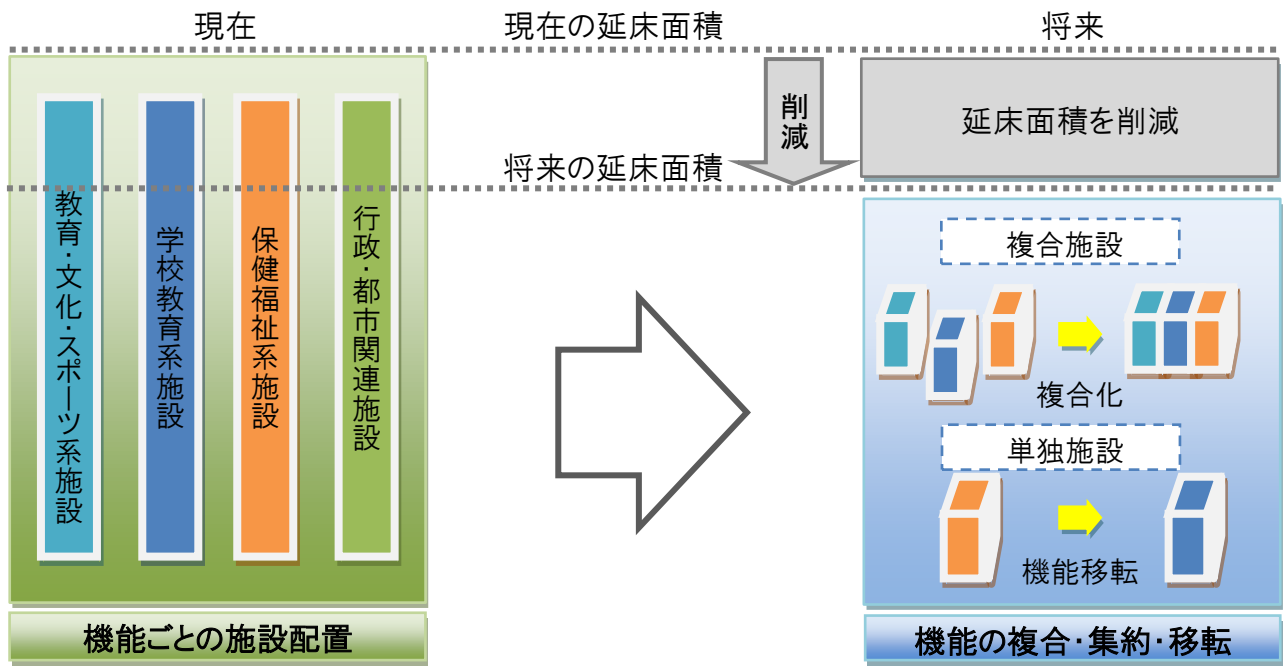 現在
現在の延床面積
将来
削減
延床面積を削減
将来の延床面積
教育・文化・スポーツ系施設
学校教育系施設
保健福祉系施設
行政・都市関連施設
複合施設
複合化
単独施設
機能移転
機能ごとの施設配置
機能の複合・集約・移転